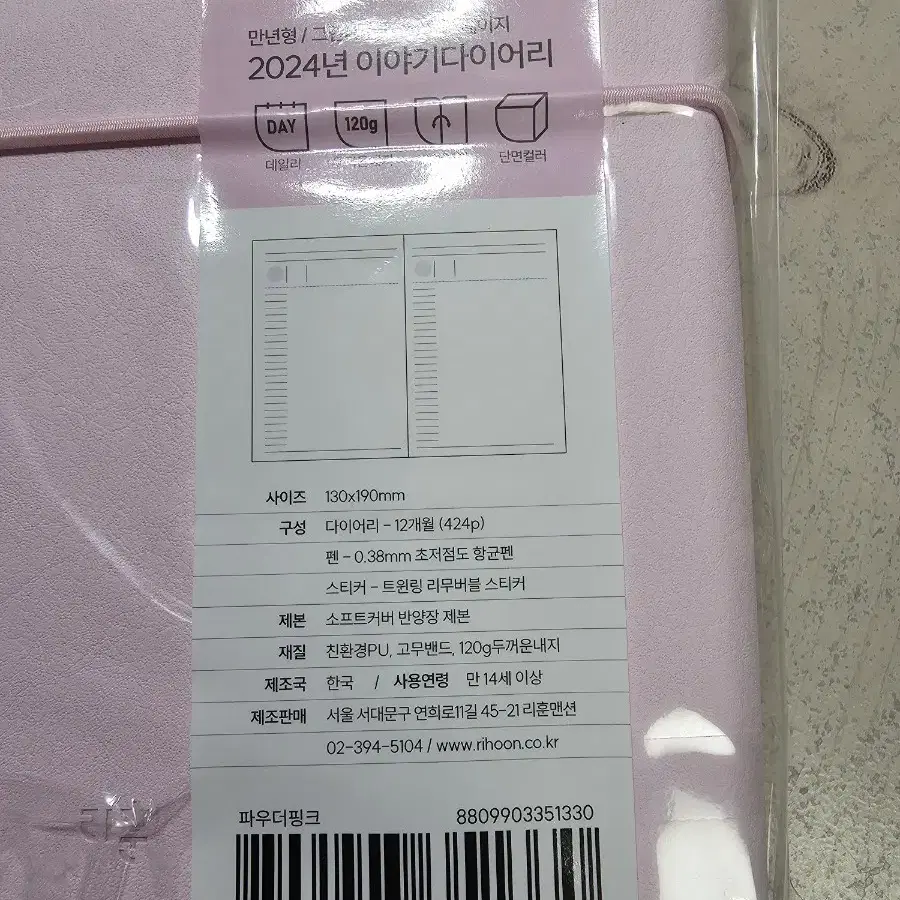 만년형 /
2024년 이야기다이어리
DAY
120g
데일리
단면컬러
사이즈 130x190mm
구성 다이어리 - 12개월 (424p)
펜 - 0.38mm 초저점도 항균펜
스티커 - 트윈링 리무버블 스티커
제본 소프트커버 반양장 제본
재질 친환경PU, 고무밴드, 120g두꺼운내지
제조국 한국 / 사용연령 만 14세 이상
제조판매 서울 서대문구 연희로11길 45-21 리훈맨션
02-394-5104 / www.rihoon.co.kr
파우더핑크 8809903351330
리훈